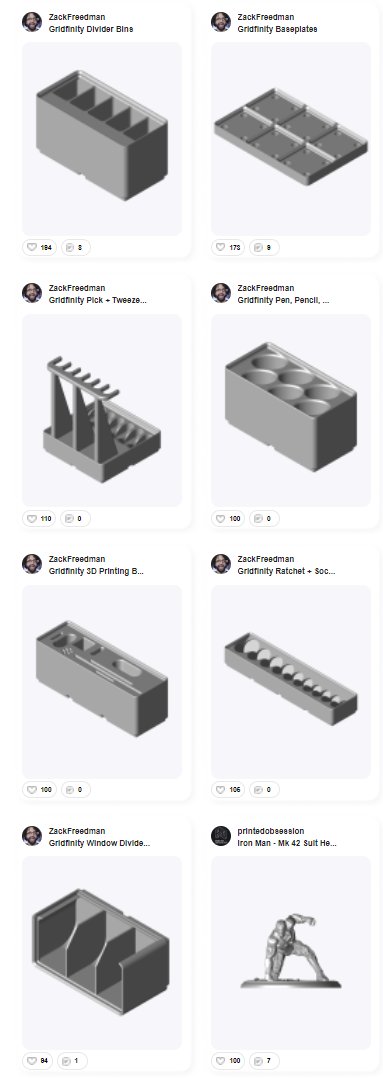 ZackFreedman
Gridfinity Divider Bins
194 3
ZackFreedman
Gridfinity Baseplates
173 9
ZackFreedman
Gridfinity Pick + Tweeze...
110 0
ZackFreedman
Gridfinity Pen, Pencil, ...
100 0
ZackFreedman
Gridfinity 3D Printing B...
100 0
ZackFreedman
Gridfinity Ratchet + Soc...
106 0
ZackFreedman
Gridfinity Window Divide...
94 1
printedobsession
Iron Man - Mk 42 Suit He...
100 7